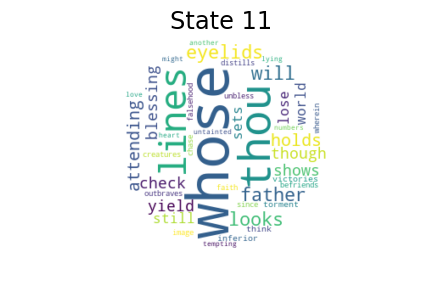 State 11
another
eyelids
might
distills
lying
will
love
blessing
falsehood
unbless
lines
whose
thou
lose
world
attending
sets
wherein
heart
untainted
numbers
chase
holds
creatures
though
shows
check
faith
victories
befriends
outbraves
father
yield
since
torment
still
looks
think
image
inferior
tempting